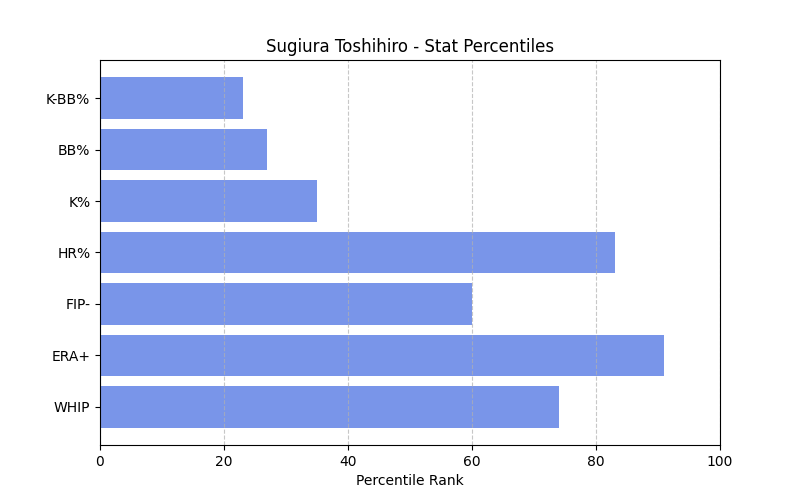 Sugiura Toshihiro - Stat Percentiles
K-BB%
BB%
K%
HR%
FIP-
ERA+
WHIP
0 20 40 60 80 100
Percentile Rank